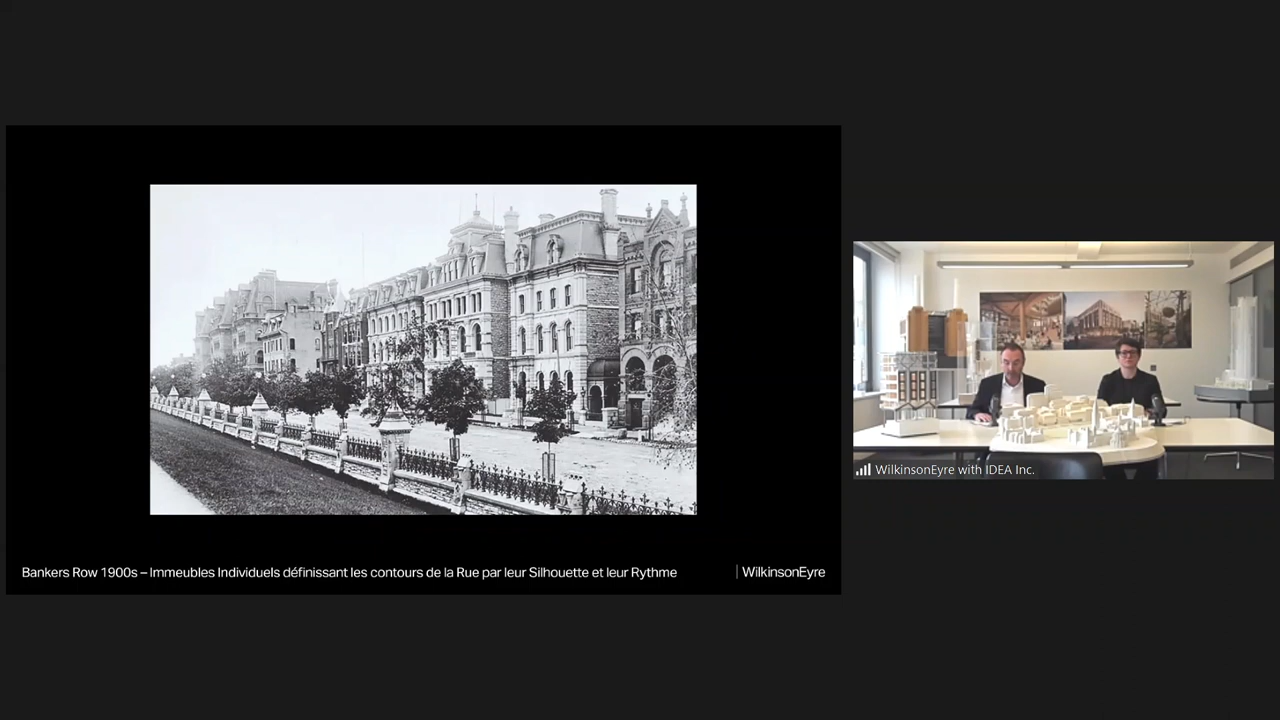 Bankers Row 1900s – Immeubles Individuels définissant les contours de la Rue par leur Silhouette et leur Rythme
WilkinsonEyre
WilkinsonEyre with IDEA Inc.